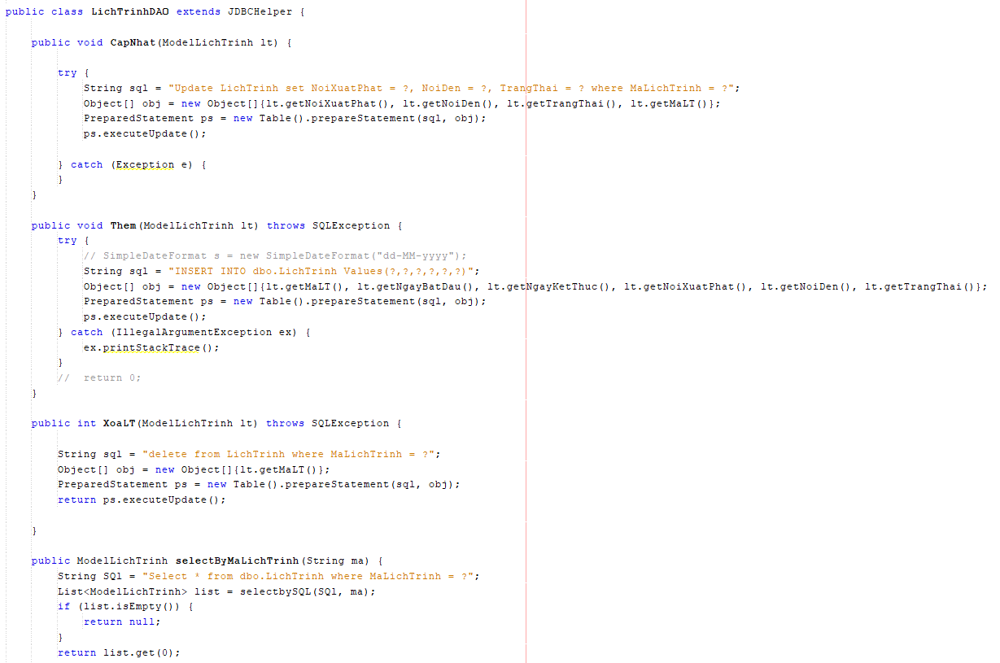 public class LichTrinhDAO extends JDBCHelper {
public void CapNhat(ModelLichTrinh lt) {
try {
String sql = "Update LichTrinh set NoiXuatPhat = ?, NoiDen = ?, TrangThai = ? where MaLichTrinh = ?";
Object[] obj = new Object[]{lt.getNoiXuatPhat(), lt.getNoiDen(), lt.getTrangThai(), lt.getMaLT()};
PreparedStatement ps = new Table().prepareStatement(sql, obj);
ps.executeUpdate();
} catch (Exception e) {
}
}
public void Them(ModelLichTrinh lt) throws SQLException {
try {
// SimpleDateFormat s = new SimpleDateFormat("dd-MM-yyyy");
String sql = "INSERT INTO dbo.LichTrinh Values(?,?,?,?,?,?)";
Object[] obj = new Object[]{lt.getMaLT(), lt.getNgayBatDau(), lt.getNgayKetThuc(), lt.getNoiXuatPhat(), lt.getNoiDen(), lt.getTrangThai()};
PreparedStatement ps = new Table().prepareStatement(sql, obj);
ps.executeUpdate();
} catch (IllegalArgumentException ex) {
ex.printStackTrace();
}
//  return 0;
}
public int XoaLT(ModelLichTrinh lt) throws SQLException {
String sql = "delete from LichTrinh where MaLichTrinh = ?";
Object[] obj = new Object[]{lt.getMaLT()};
PreparedStatement ps = new Table().prepareStatement(sql, obj);
return ps.executeUpdate();
}
public ModelLichTrinh selectByMaLichTrinh(String ma) {
String SQl = "Select * from dbo.LichTrinh where MaLichTrinh = ?";
List<ModelLichTrinh> list = selectbySQL(SQl, ma);
if (list.isEmpty()) {
return null;
}
return list.get(0);